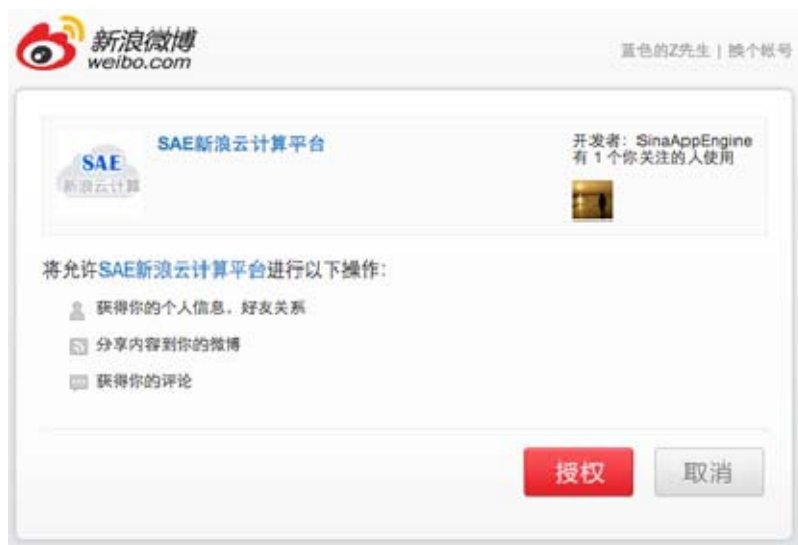 新浪微博
weibo.com
蓝色的Z先生 | 换个帐号
SAE
新浪云计算
SAE新浪云计算平台
开发者：SinaAppEngine
有 1 个你关注的人使用
将允许SAE新浪云计算平台进行以下操作：
获得你的个人信息，好友关系
分享内容到你的微博
获得你的评论
授权
取消